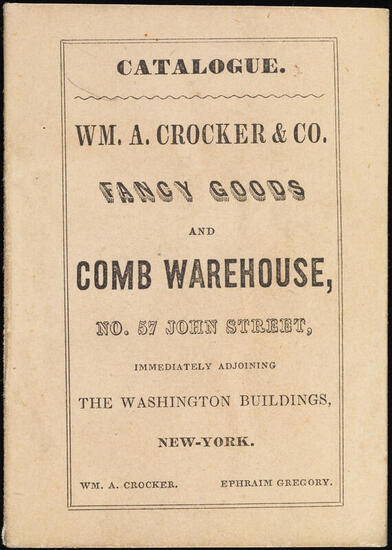 CATALOGUE.
WM. A. CROCKER & CO.
FANCY GOODS
AND
COMB WAREHOUSE,
NO. 57 JOHN STREET,
IMMEDIATELY ADJOINING
THE WASHINGTON BUILDINGS,
NEW-YORK.
WM. A. CROCKER. EPHRAIM GREGORY.